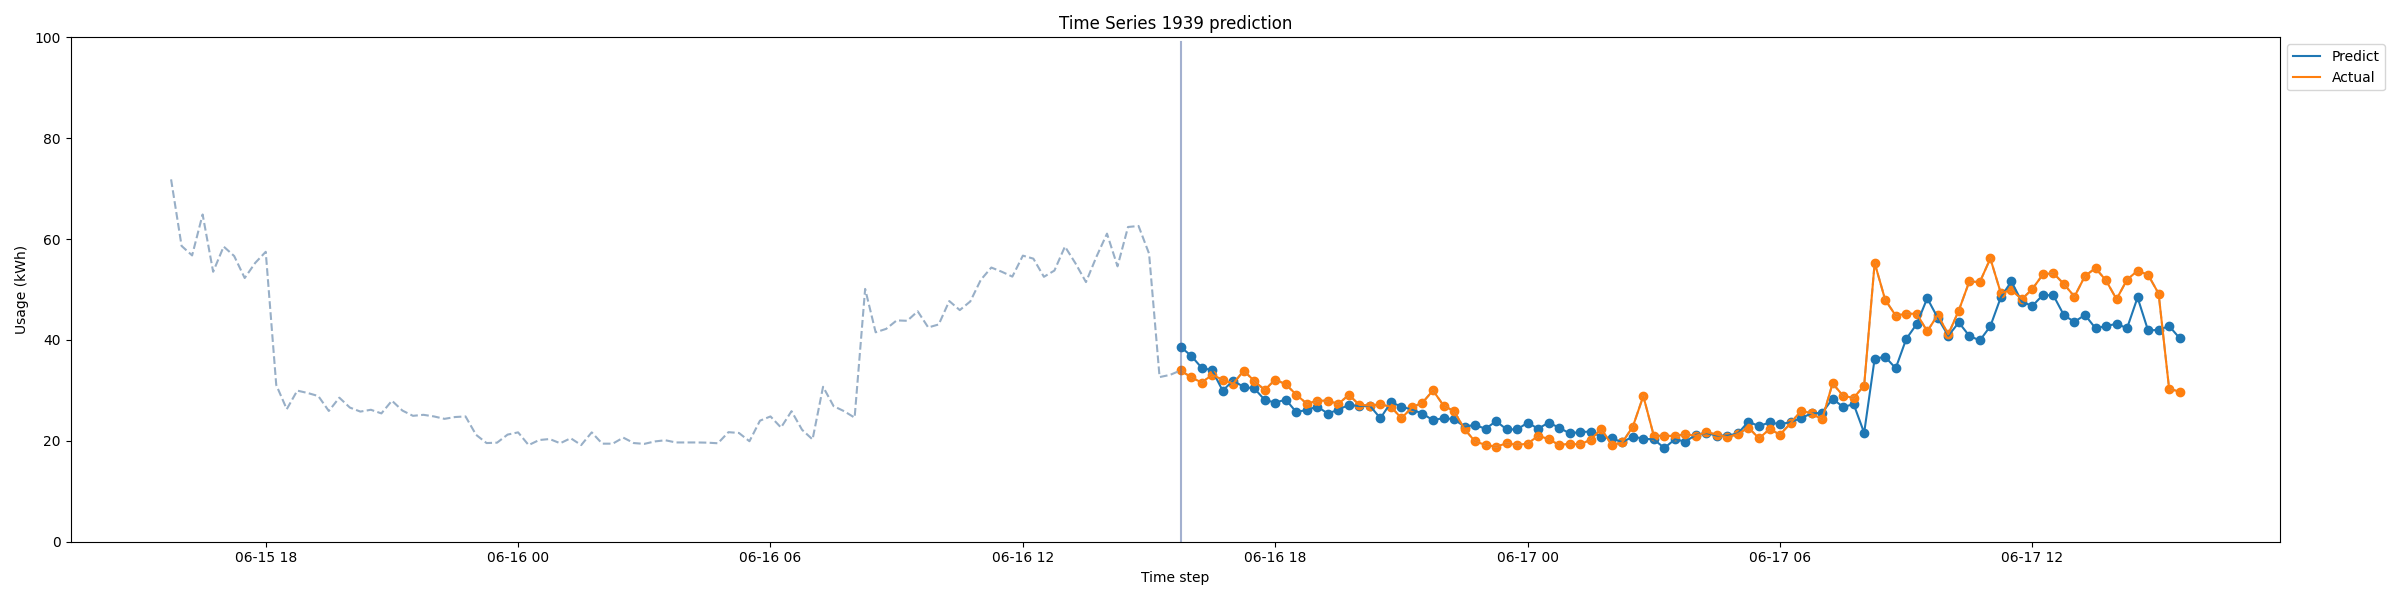 Time Series 1939 prediction
Predict
Actual
100
80
60
40
20
0
Usage (kWh)
06-15 18
06-16 00
06-16 06
06-16 12
06-16 18
06-17 00
06-17 06
06-17 12
Time step